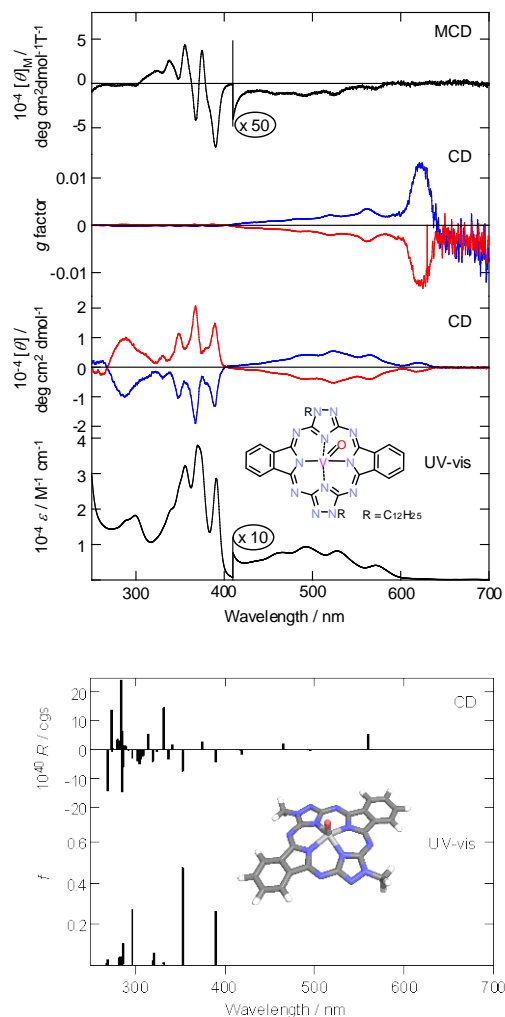 MCD
10⁻⁴ [θ]M / deg cm²dmol⁻¹T⁻¹
5
0
-5
x 50
CD
g factor
0.01
0
-0.01
CD
10⁻⁴ [θ] / deg cm² dmol⁻¹
2
1
0
-1
-2
UV-vis
10⁻⁴ ε / M⁻¹ cm⁻¹
4
3
2
1
x 10
RN N
N N N
O
N V N
N N N
N NR
R = C12H25
300 400 500 600 700
Wavelength / nm
CD
10⁴⁰ R / cgs
20
10
0
-10
-20
UV-vis
f
0.6
0.4
0.2
300 400 500 600 700
Wavelength / nm